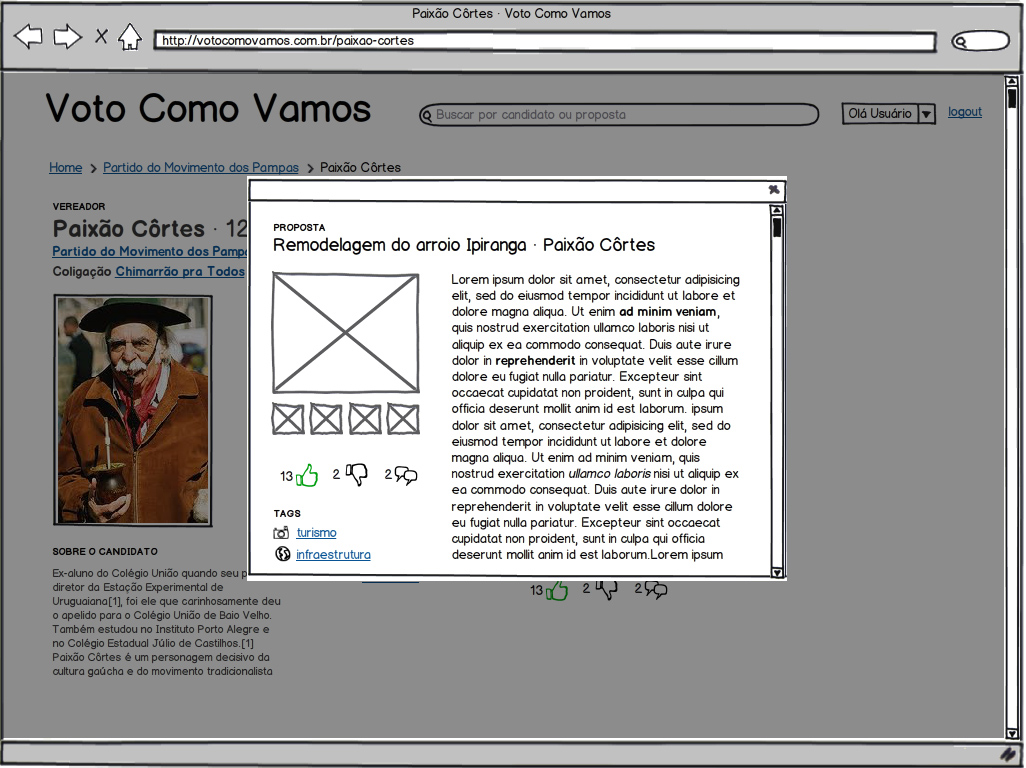 Paixão Côrtes · Voto Como Vamos
http://votocomovamos.com.br/paixao-cortes
Voto Como Vamos
Buscar por candidato ou proposta
Olá Usuário
logout
Home
Partido do Movimento dos Pampas
Paixão Côrtes
VEREADOR
Paixão Côrtes · 12
Partido do Movimento dos Pampa
Coligação Chimarrão pra Todos
SOBRE O CANDIDATO
Ex-aluno do Colégio União quando seu p
diretor da Estação Experimental de
Uruguaiana[1], foi ele que carinhosamente deu
o apelido para o Colégio União de Baio Velho.
Também estudou no Instituto Porto Alegre e
no Colégio Estadual Júlio de Castilhos.[1]
Paixão Côrtes é um personagem decisivo da
cultura gaúcha e do movimento tradicionalista
PROPOSTA
Remodelagem do arroio Ipiranga · Paixão Côrtes
13
2
2
TAGS
turismo
infraestrutura
Lorem ipsum dolor sit amet, consectetur adipisicing
elit, sed do eiusmod tempor incididunt ut labore et
dolore magna aliqua. Ut enim ad minim veniam,
quis nostrud exercitation ullamco laboris nisi ut
aliquip ex ea commodo consequat. Duis aute irure
dolor in reprehenderit in voluptate velit esse cillum
dolore eu fugiat nulla pariatur. Excepteur sint
occaecat cupidatat non proident, sunt in culpa qui
officia deserunt mollit anim id est laborum. ipsum
dolor sit amet, consectetur adipisicing elit, sed do
eiusmod tempor incididunt ut labore et dolore
magna aliqua. Ut enim ad minim veniam, quis
nostrud exercitation ullamco laboris nisi ut aliquip ex
ea commodo consequat. Duis aute irure dolor in
reprehenderit in voluptate velit esse cillum dolore
eu fugiat nulla pariatur. Excepteur sint occaecat
cupidatat non proident, sunt in culpa qui officia
deserunt mollit anim id est laborum.Lorem ipsum
13
2
2